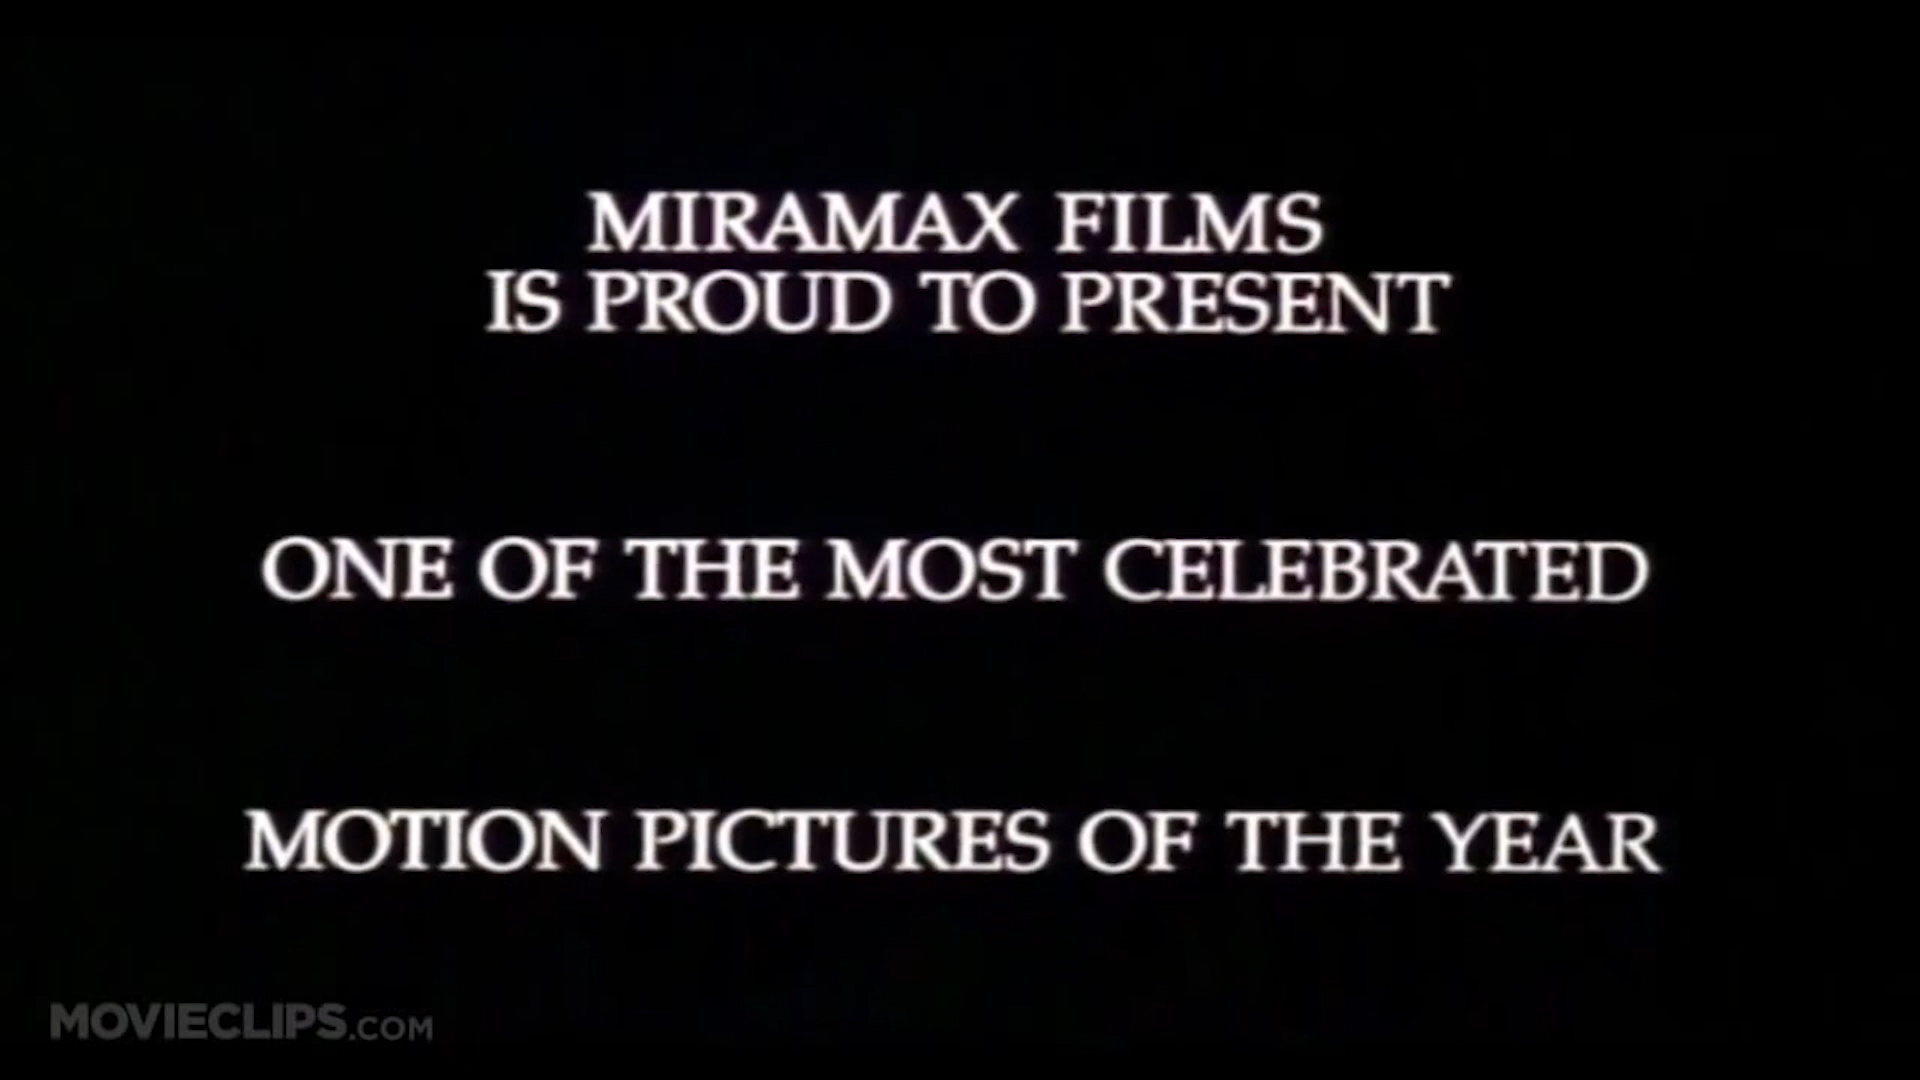 MIRAMAX FILMS
IS PROUD TO PRESENT
ONE OF THE MOST CELEBRATED
MOTION PICTURES OF THE YEAR
MOVIECLIPS.COM